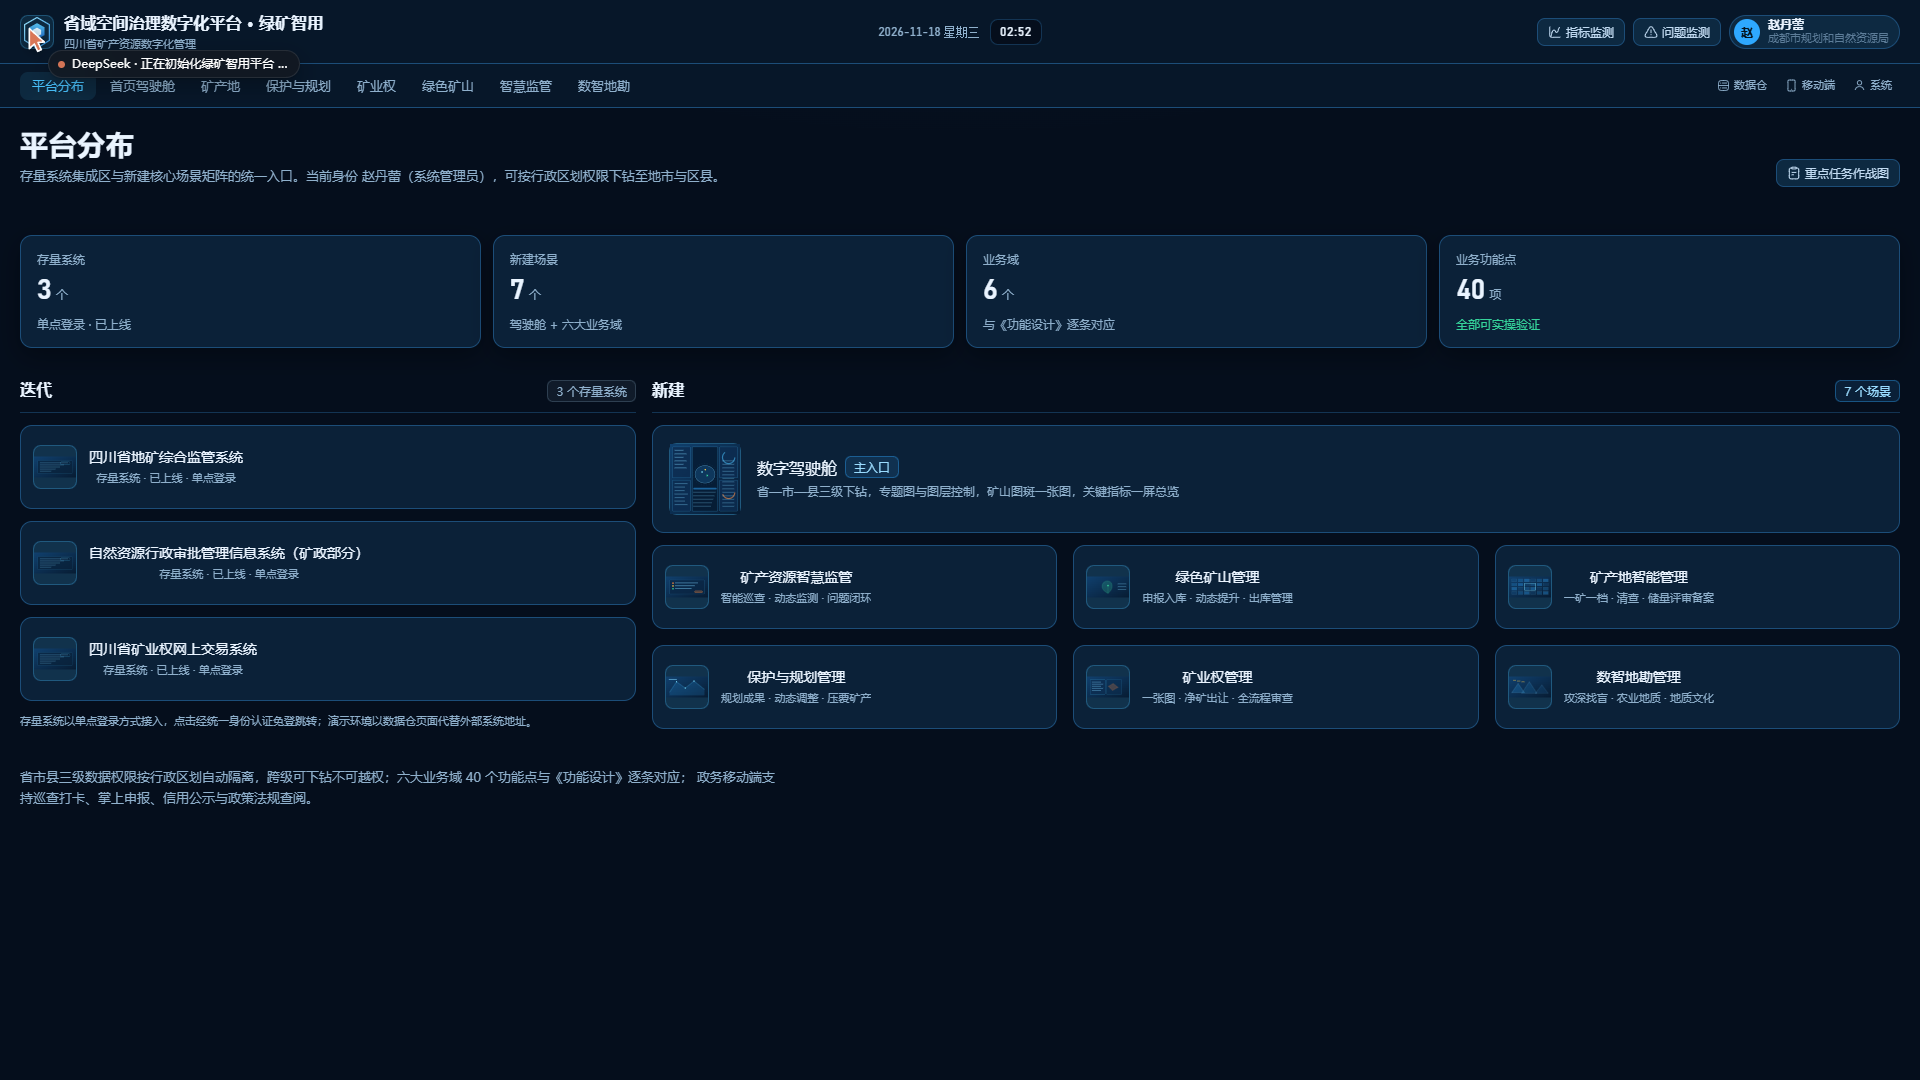 省域空间治理数字化平台 • 绿矿智用
四川省矿产资源数字化管理
2026-11-18 星期三
02:52
指标监测
问题监测
赵
赵丹蕾
成都市规划和自然资源局
DeepSeek · 正在初始化绿矿智用平台 ...
平台分布
首页驾驶舱
矿产地
保护与规划
矿业权
绿色矿山
智慧监管
数智地勘
数据仓
移动端
系统
平台分布
存量系统集成区与新建核心场景矩阵的统一入口。当前身份 赵丹蕾（系统管理员），可按行政区划权限下钻至地市与区县。
重点任务作战图
存量系统
3 个
单点登录 · 已上线
新建场景
7 个
驾驶舱 + 六大业务域
业务域
6 个
与《功能设计》逐条对应
业务功能点
40 项
全部可实操验证
迭代
3 个存量系统
四川省地矿综合监管系统
存量系统 · 已上线 · 单点登录
自然资源行政审批管理信息系统（矿政部分）
存量系统 · 已上线 · 单点登录
四川省矿业权网上交易系统
存量系统 · 已上线 · 单点登录
存量系统以单点登录方式接入，点击经统一身份认证免登跳转；演示环境以数据仓页面代替外部系统地址。
新建
7 个场景
数字驾驶舱
主入口
省—市—县三级下钻，专题图与图层控制，矿山图斑一张图，关键指标一屏总览
矿产资源智慧监管
智能巡查 · 动态监测 · 问题闭环
绿色矿山管理
申报入库 · 动态提升 · 出库管理
矿产地智能管理
一矿一档 · 清查 · 储量评审备案
保护与规划管理
规划成果 · 动态调整 · 压要矿产
矿业权管理
一张图 · 净矿出让 · 全流程审查
数智地勘管理
攻深找盲 · 农业地质 · 地质文化
省市县三级数据权限按行政区划自动隔离，跨级可下钻不可越权；六大业务域 40 个功能点与《功能设计》逐条对应； 政务移动端支
持巡查打卡、掌上申报、信用公示与政策法规查阅。